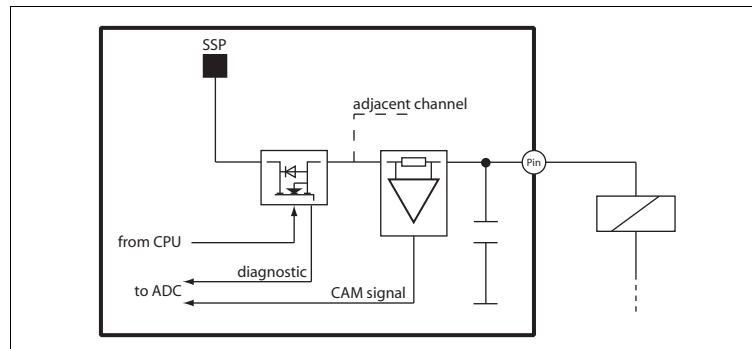 SSP
adjacent channel
Pin
from CPU
diagnostic
to ADC
CAM signal